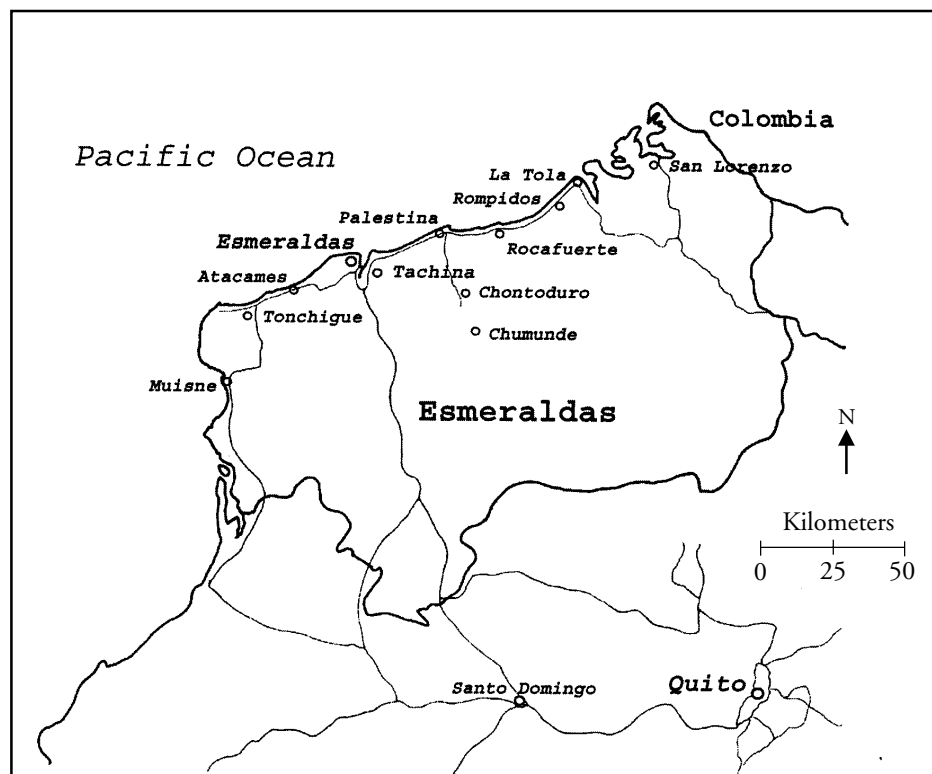 Colombia
Pacific Ocean
San Lorenzo
La Tola
Rompidos
Palestina
Esmeraldas
Rocafuerte
Atacames
Tachina
Chontoduro
Tonchigue
Chumunde
Muisne
Esmeraldas
N
Kilometers
0 25 50
Santo Domingo
Quito